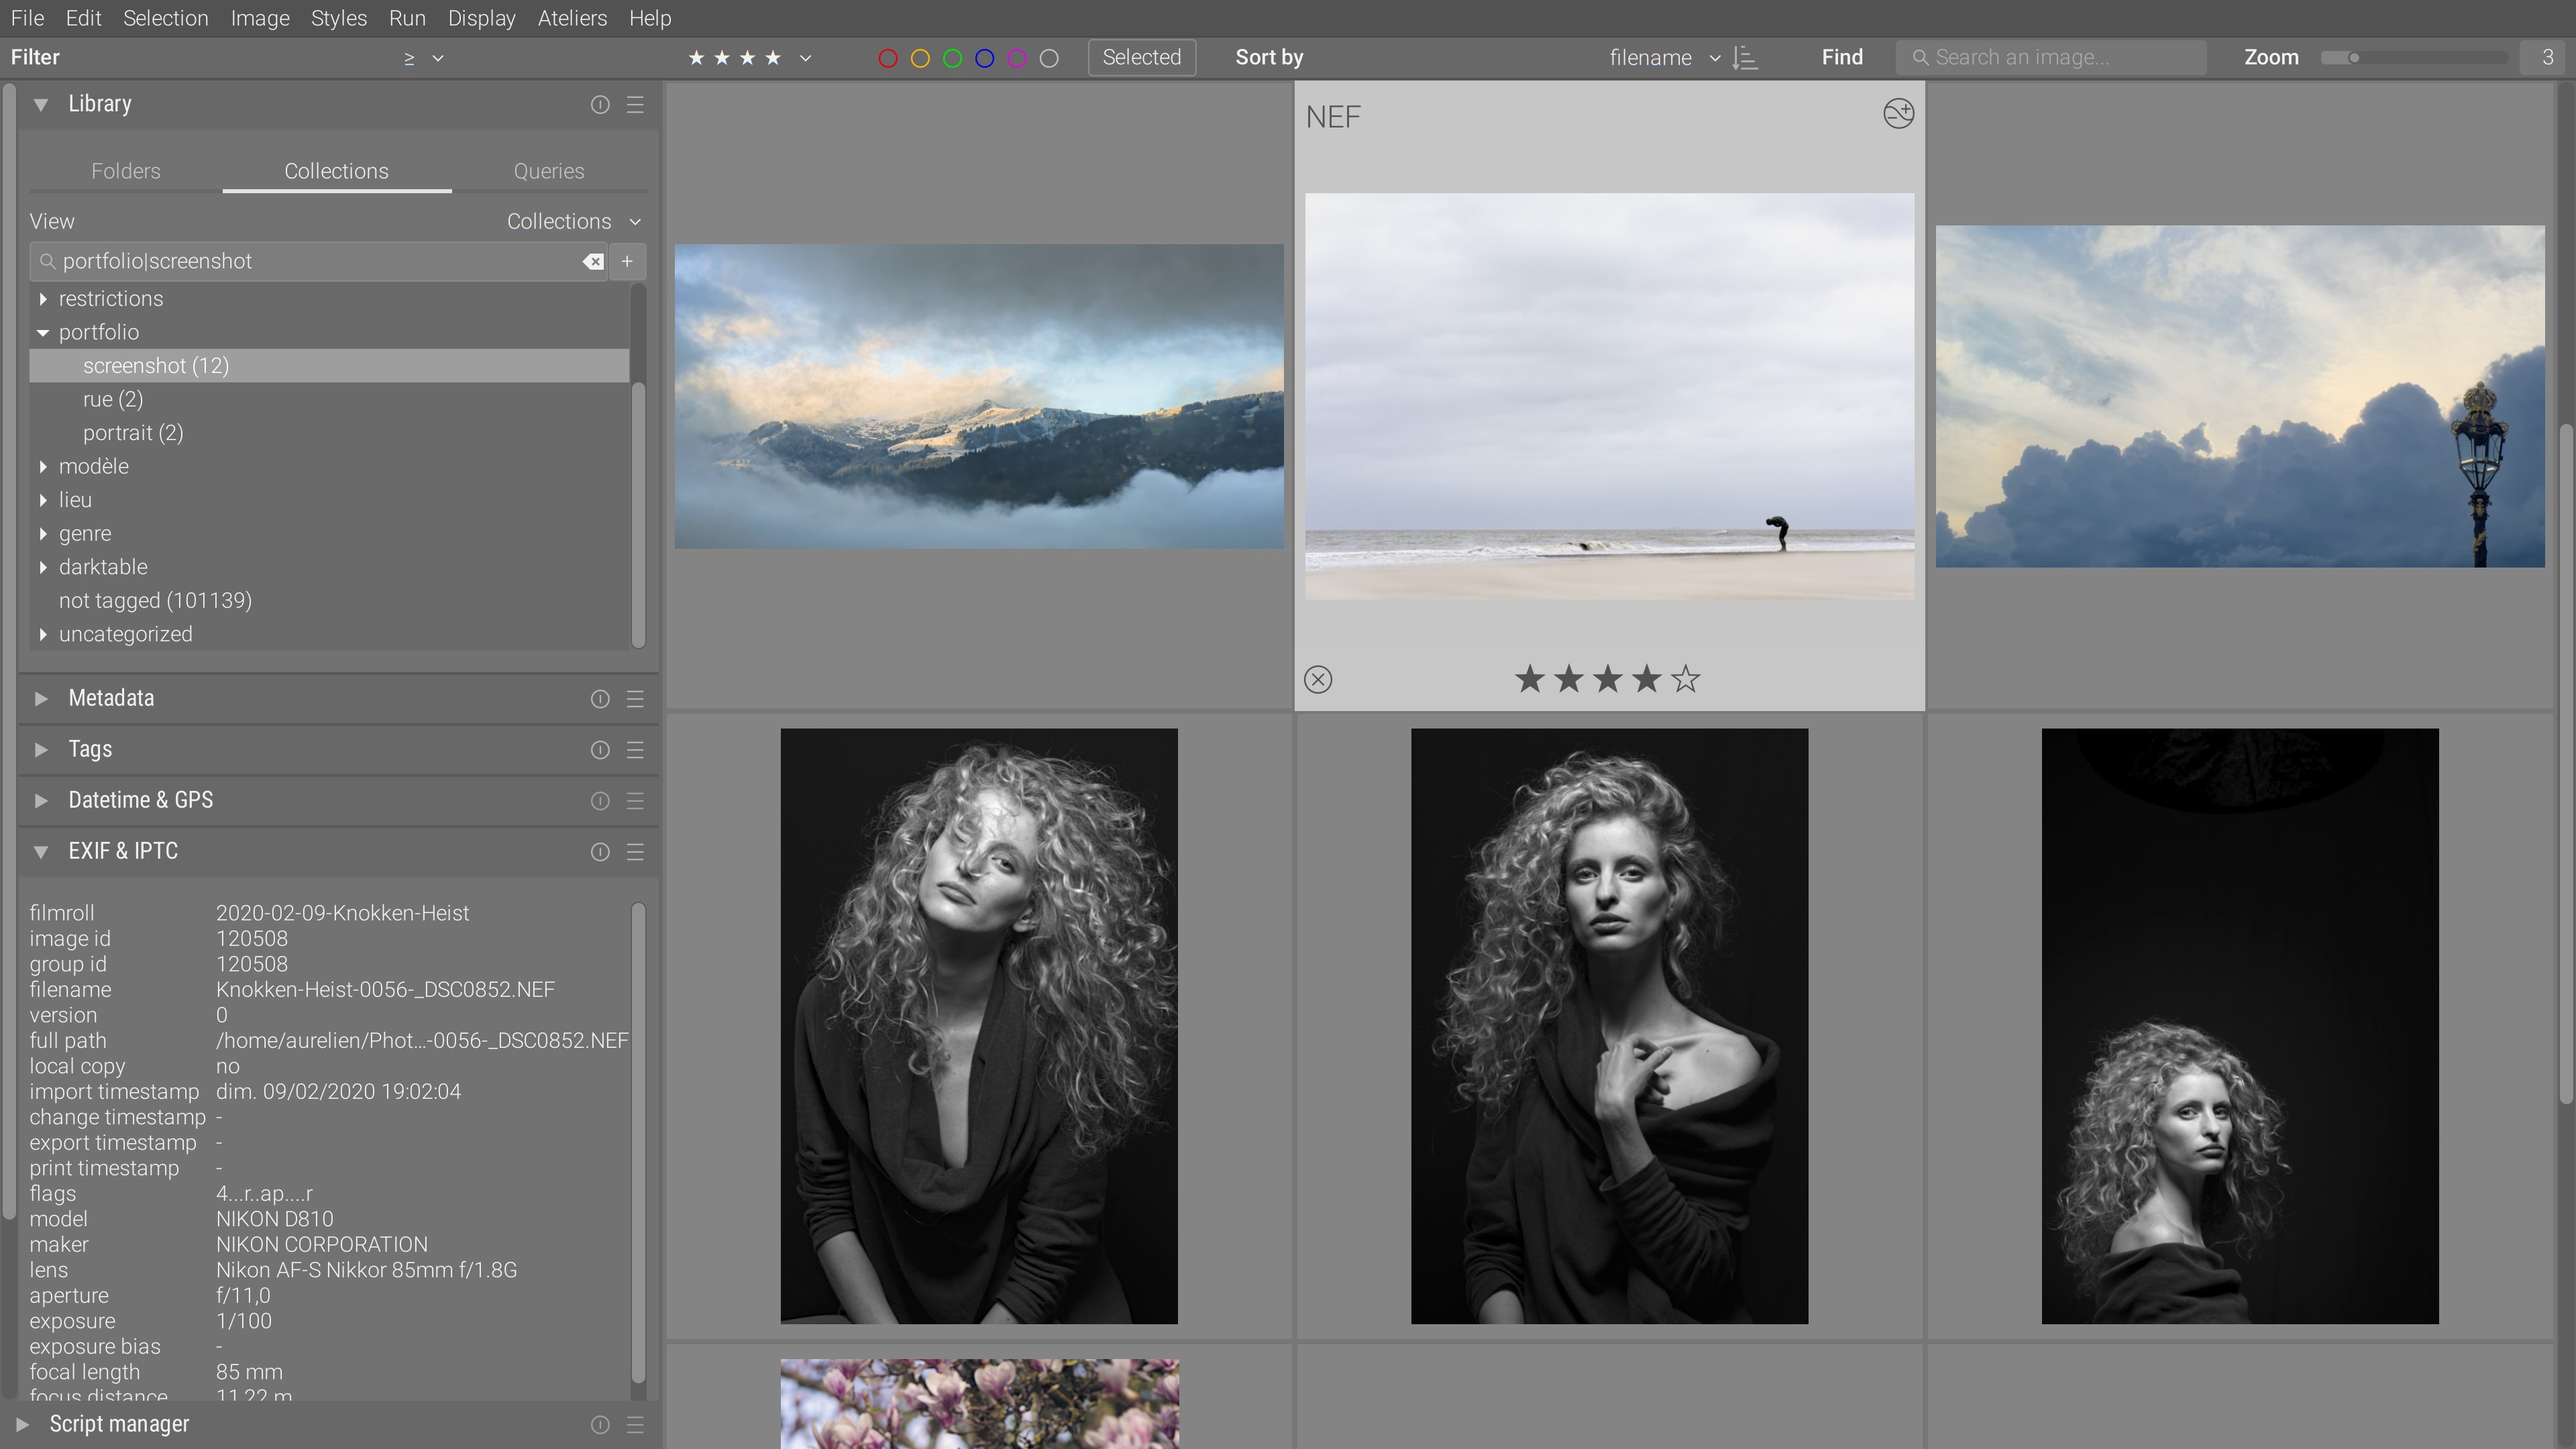 File Edit Selection Image Styles Run Display Ateliers Help
Filter ≥ ★ ★ ★ ★ Selected Sort by filename Find Search an image... Zoom 3
Library
Folders Collections Queries
View Collections
portfolio|screenshot +
restrictions
portfolio
screenshot (12)
rue (2)
portrait (2)
modèle
lieu
genre
darktable
not tagged (101139)
uncategorized
Metadata
Tags
Datetime & GPS
EXIF & IPTC
filmroll 2020-02-09-Knokken-Heist
image id 120508
group id 120508
filename Knokken-Heist-0056-_DSC0852.NEF
version 0
full path /home/aurelien/Phot...-0056-_DSC0852.NEF
local copy no
import timestamp dim. 09/02/2020 19:02:04
change timestamp -
export timestamp -
print timestamp -
flags 4...r..ap....r
model NIKON D810
maker NIKON CORPORATION
lens Nikon AF-S Nikkor 85mm f/1.8G
aperture f/11,0
exposure 1/100
exposure bias -
focal length 85 mm
focus distance 11,22 m
Script manager
NEF